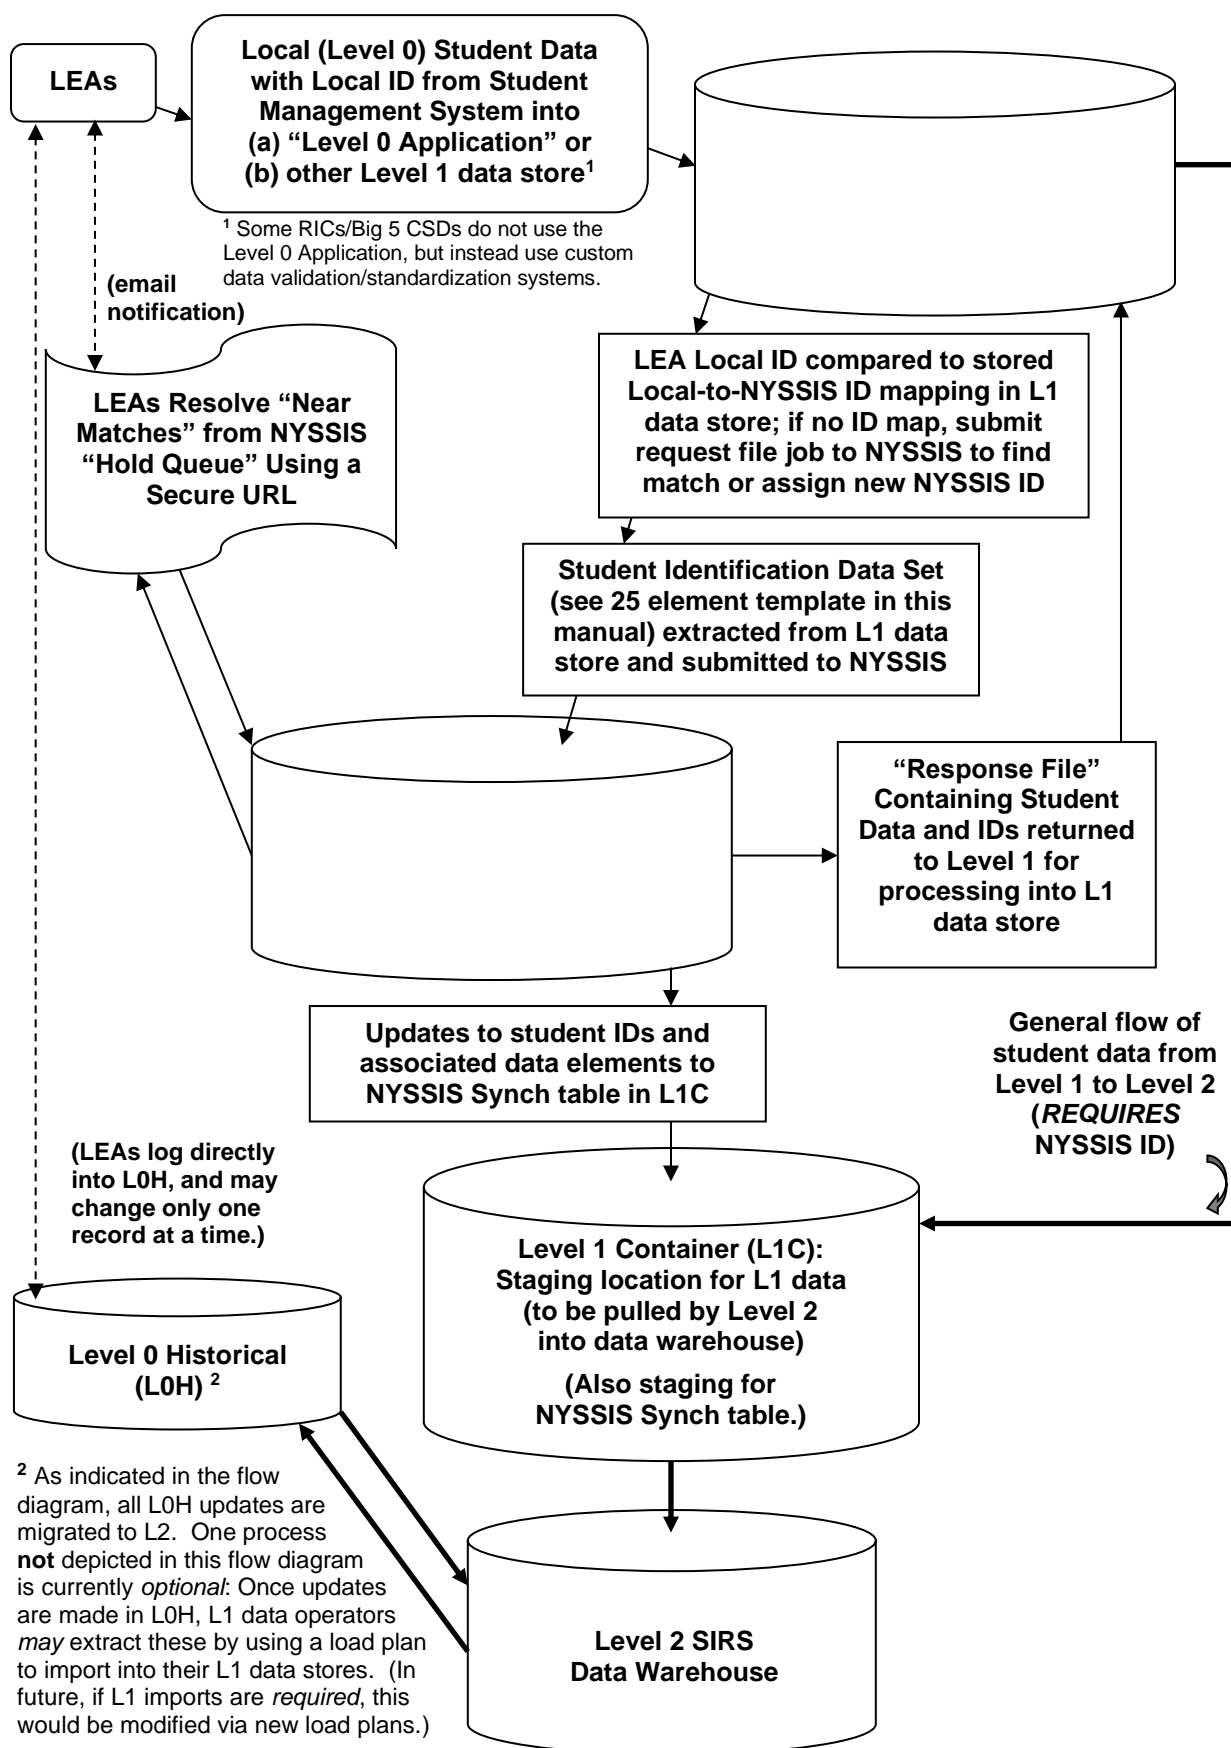 LEAs
Local (Level 0) Student Data
with Local ID from Student
Management System into
(a) “Level 0 Application” or
(b) other Level 1 data store¹
¹ Some RICs/Big 5 CSDs do not use the
Level 0 Application, but instead use custom
data validation/standardization systems.
(email
notification)
LEAs Resolve “Near
Matches” from NYSSIS
“Hold Queue” Using a
Secure URL
LEA Local ID compared to stored
Local-to-NYSSIS ID mapping in L1
data store; if no ID map, submit
request file job to NYSSIS to find
match or assign new NYSSIS ID
Student Identification Data Set
(see 25 element template in this
manual) extracted from L1 data
store and submitted to NYSSIS
“Response File”
Containing Student
Data and IDs returned
to Level 1 for
processing into L1
data store
Updates to student IDs and
associated data elements to
NYSSIS Synch table in L1C
General flow of
student data from
Level 1 to Level 2
(REQUIRES
NYSSIS ID)
(LEAs log directly
into L0H, and may
change only one
record at a time.)
Level 1 Container (L1C):
Staging location for L1 data
(to be pulled by Level 2
into data warehouse)
(Also staging for
NYSSIS Synch table.)
Level 0 Historical
(L0H) ²
² As indicated in the flow
diagram, all L0H updates are
migrated to L2. One process
not depicted in this flow diagram
is currently optional: Once updates
are made in L0H, L1 data operators
may extract these by using a load plan
to import into their L1 data stores. (In
future, if L1 imports are required, this
would be modified via new load plans.)
Level 2 SIRS
Data Warehouse